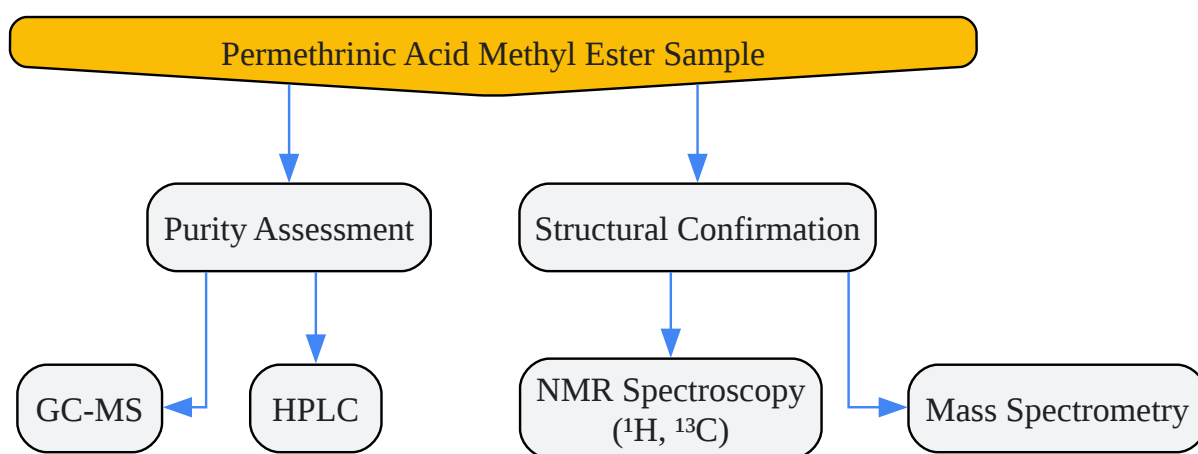 Permethrinic Acid Methyl Ester Sample
Purity Assessment
Structural Confirmation
GC-MS
HPLC
NMR Spectroscopy
(¹H, ¹³C)
Mass Spectrometry